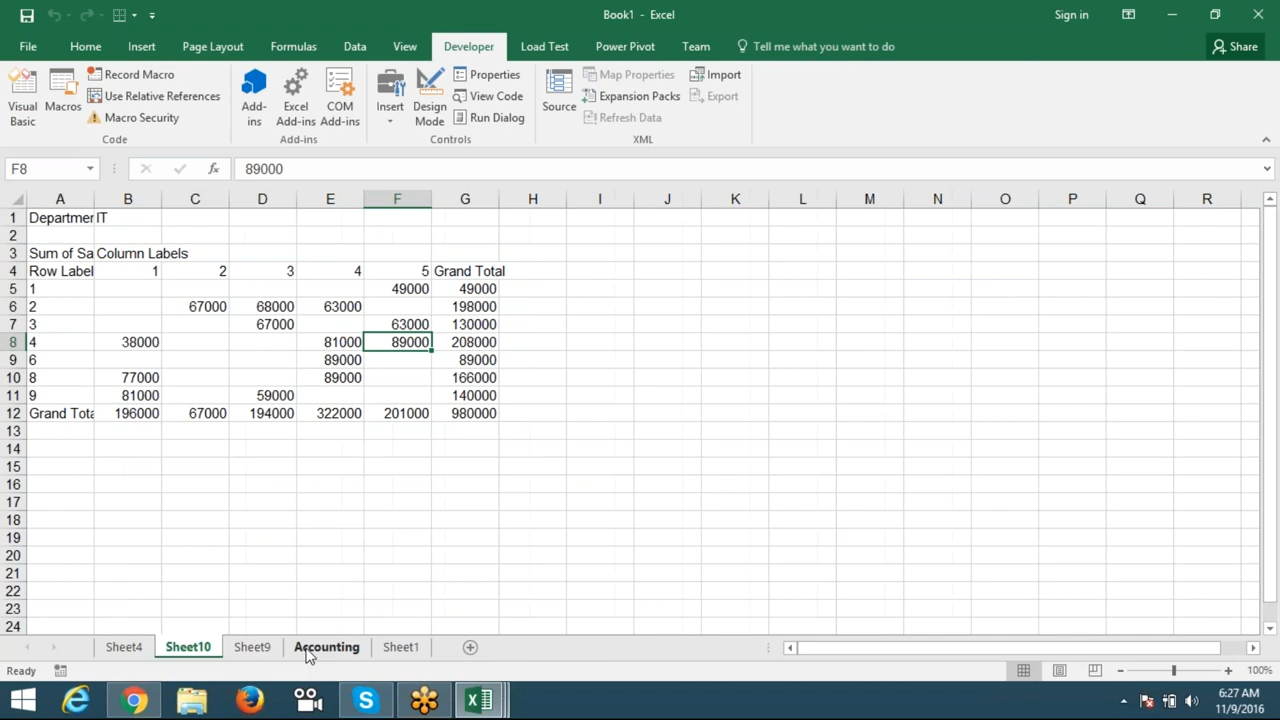 Book1 - Excel
Sign in
File Home Insert Page Layout Formulas Data View Developer Load Test Power Pivot Team Tell me what you want to do Share
Visual Basic
Macros
Record Macro
Use Relative References
Macro Security
Code
Add-ins
Excel Add-ins
COM Add-ins
Add-ins
Insert
Design Mode
Properties
View Code
Run Dialog
Controls
Source
Map Properties
Expansion Packs
Refresh Data
Import
Export
XML
F8 fx 89000
A B C D E F G H I J K L M N O P Q R
1 Departmer IT
2
3 Sum of Sa Column Labels
4 Row Label 1 2 3 4 5 Grand Total
5 1 49000 49000
6 2 67000 68000 63000 198000
7 3 67000 63000 130000
8 4 38000 81000 89000 208000
9 6 89000 89000
10 8 77000 89000 166000
11 9 81000 59000 140000
12 Grand Tota 196000 67000 194000 322000 201000 980000
13
14
15
16
17
18
19
20
21
22
23
24
Sheet4 Sheet10 Sheet9 Accounting Sheet1
Ready 100%
6:27 AM
11/9/2016